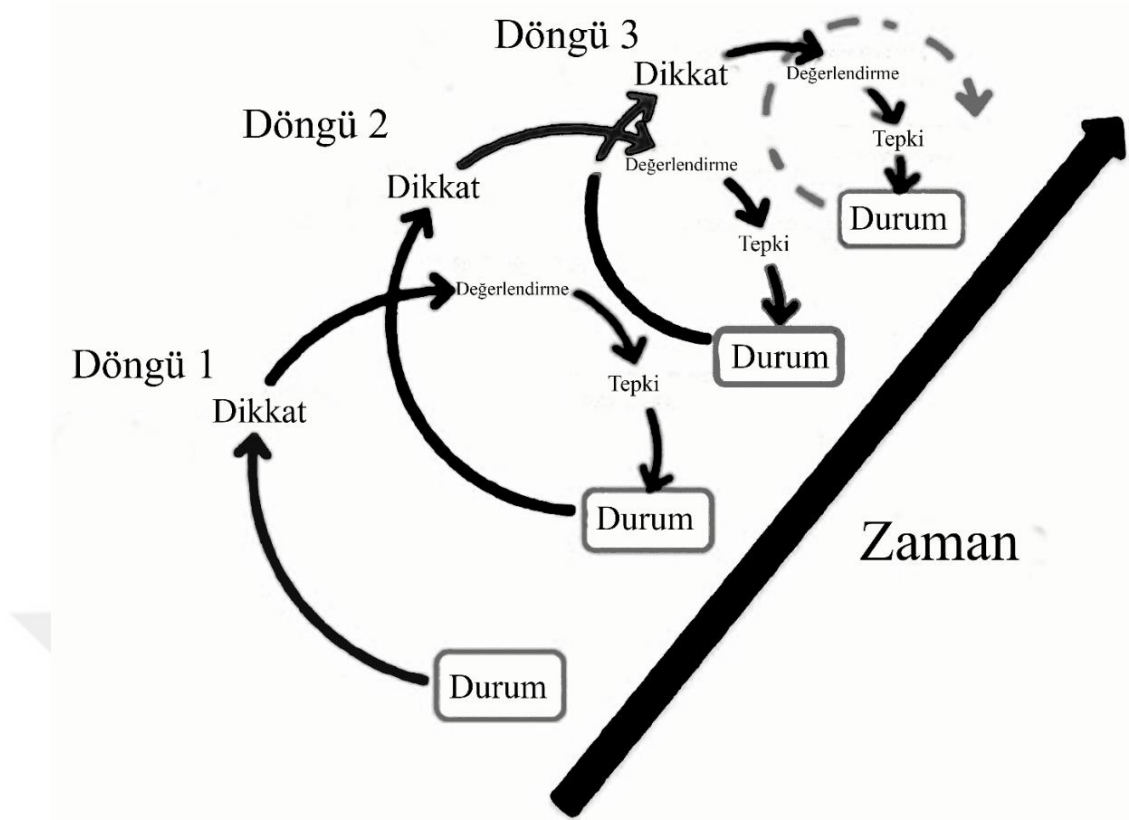 Döngü 3
Dikkat
Değerlendirme
Tepki
Durum
Döngü 2
Dikkat
Değerlendirme
Tepki
Durum
Döngü 1
Dikkat
Değerlendirme
Tepki
Durum
Durum
Zaman